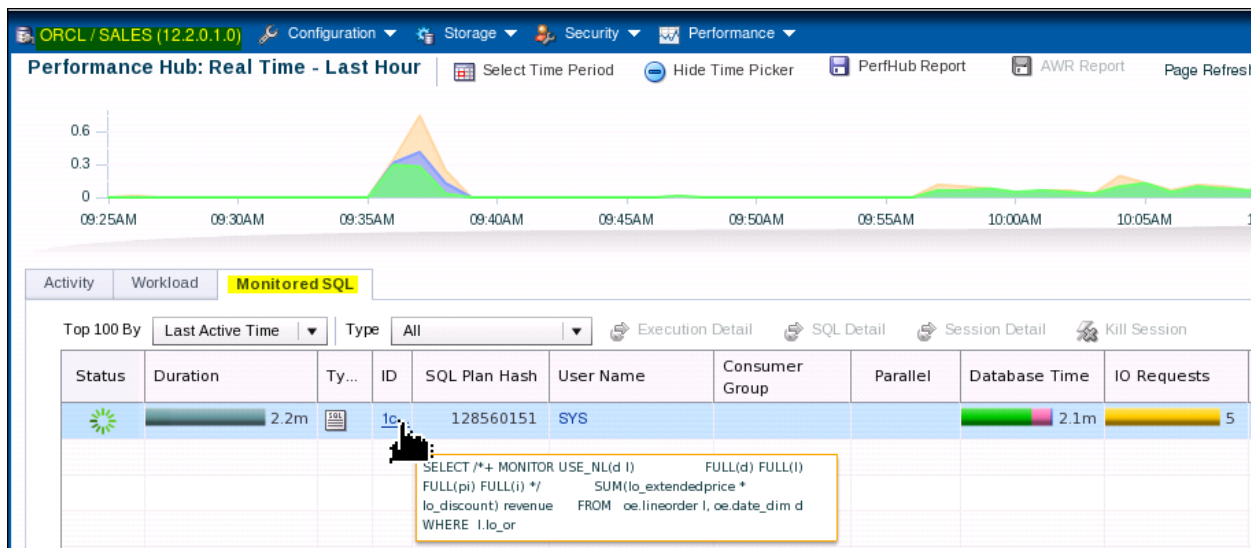 ORCL / SALES (12.2.0.1.0) Configuration Storage Security Performance
Performance Hub: Real Time - Last Hour Select Time Period Hide Time Picker PerfHub Report AWR Report Page Refresh
0.6
0.3
0
09:25AM 09:30AM 09:35AM 09:40AM 09:45AM 09:50AM 09:55AM 10:00AM 10:05AM 1
Activity Workload Monitored SQL
Top 100 By Last Active Time Type All Execution Detail SQL Detail Session Detail Kill Session
Status Duration Ty... ID SQL Plan Hash User Name Consumer Group Parallel Database Time IO Requests
2.2m SQL 1c 128560151 SYS 2.1m 5
SELECT /*+ MONITOR USE_NL(d l) FULL(d) FULL(l)
FULL(pi) FULL(i) */ SUM(lo_extendedprice *
lo_discount) revenue FROM oe.lineorder l, oe.date_dim d
WHERE l.lo_or